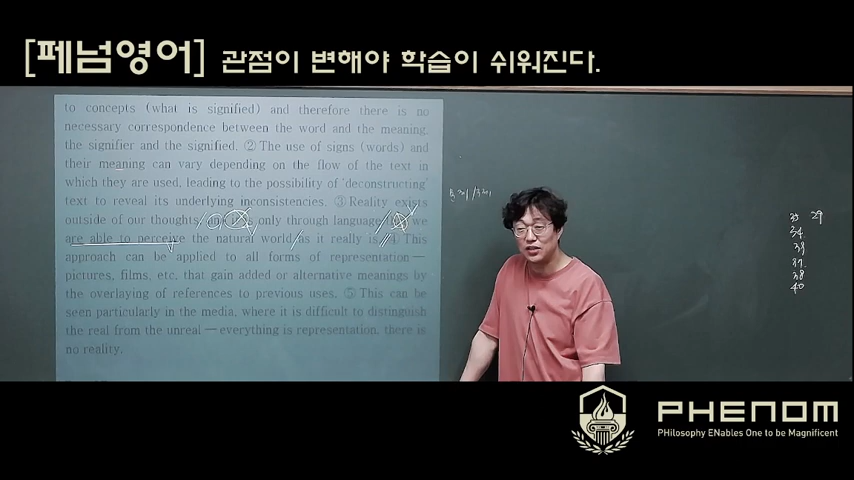 [페넘영어] 관점이 변해야 학습이 쉬워진다.
to concepts (what is signified) and therefore there is no
necessary correspondence between the word and the meaning,
the signifier and the signified. ② The use of signs (words) and
their meaning can vary depending on the flow of the text in
which they are used, leading to the possibility of 'deconstructing'
text to reveal its underlying inconsistencies. ③ Reality exists
outside of our thoughts, only through language we
are able to perceive the natural world as it really is. ④ This
approach can be applied to all forms of representation —
pictures, films, etc. that gain added or alternative meanings by
the overlaying of references to previous uses. ⑤ This can be
seen particularly in the media, where it is difficult to distinguish
the real from the unreal — everything is representation, there is
no reality.
29
34.
37.
38
40
PHENOM
PHilosophy ENables One to be Magnificent